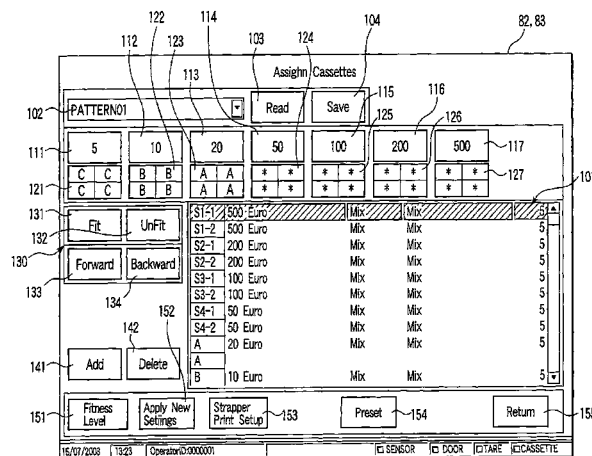 122
114
124
104
82, 83
112
123
113
103
115
116
126
Assighn Cassettes
102
PATTERN01
Read
Save
125
111
5
10
20
50
100
200
500
117
121
C C
B B
A A
* *
* *
* *
* *
127
C C
B B
A A
* *
* *
* *
* *
131
Fit
UnFit
132
130
Forward
Backward
133
134
S1-1 500 Euro Mix Mix 5
S1-2 500 Euro Mix Mix 5
S2-1 200 Euro Mix Mix 5
S2-2 200 Euro Mix Mix 5
S3-1 100 Euro Mix Mix 5
S3-2 100 Euro Mix Mix 5
S4-1 50 Euro Mix Mix 5
S4-2 50 Euro Mix Mix 5
A 20 Euro Mix Mix 5
A
B 10 Euro Mix Mix 5
142
152
141
Add
Delete
151
Fitness Level
Apply New Settings
Strapper Print Setup
153
Preset
154
Return
15/07/2003 13:23 OperatorID:000001 SENSOR DOOR TARE CASSETTE